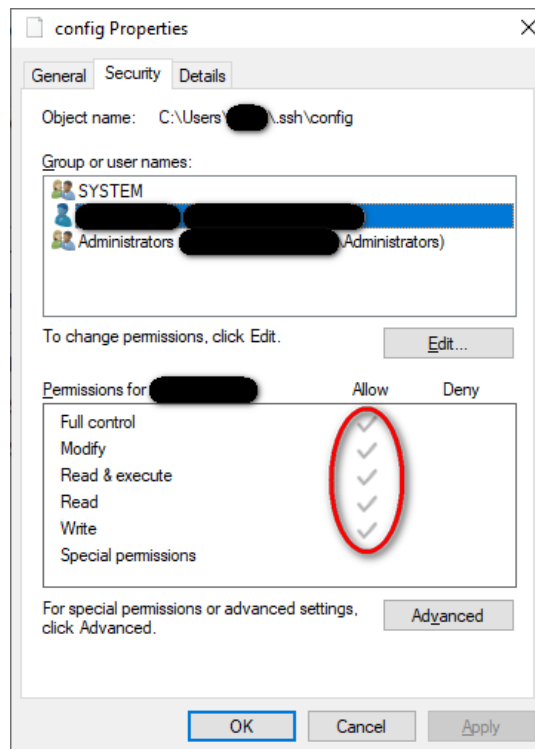 config Properties
General Security Details
Object name: C:\Users\ \.ssh\config
Group or user names:
SYSTEM
Administrators \Administrators)
To change permissions, click Edit.
Edit...
Permissions for Allow Deny
Full control
Modify
Read & execute
Read
Write
Special permissions
For special permissions or advanced settings,
click Advanced.
Advanced
OK Cancel Apply